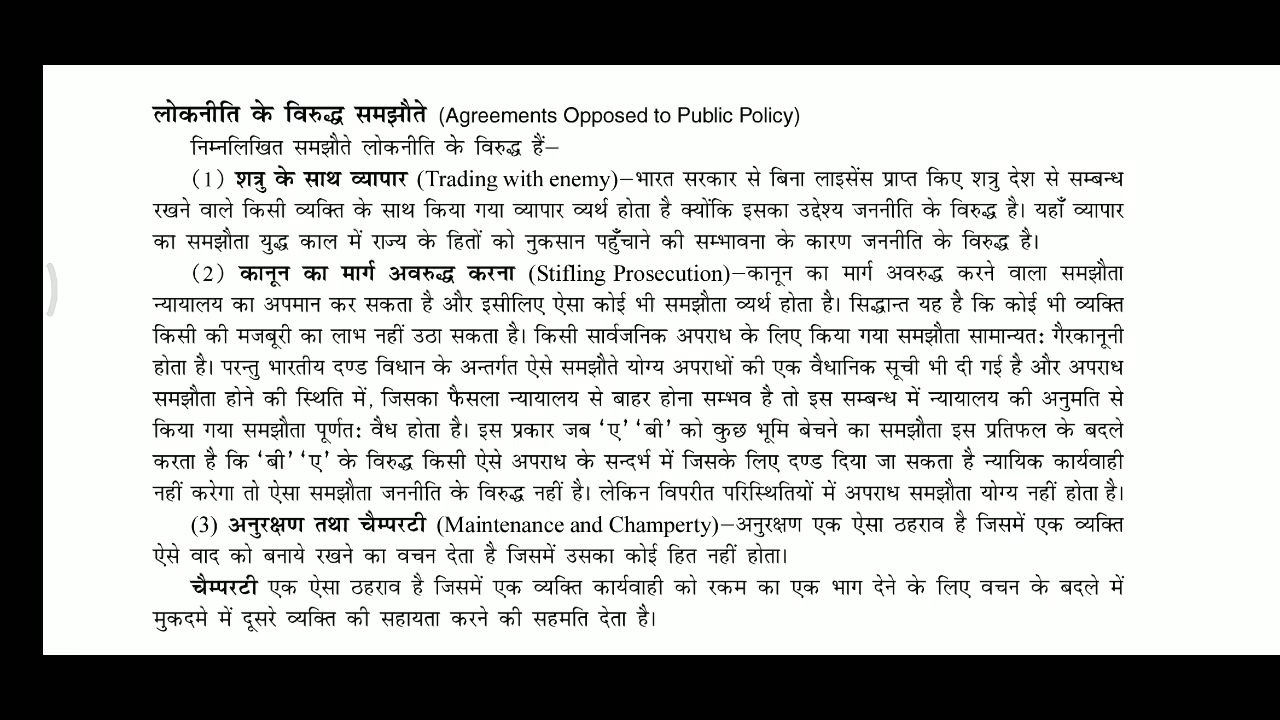 लोकनीति के विरुद्ध समझौते (Agreements Opposed to Public Policy)
निम्नलिखित समझौते लोकनीति के विरुद्ध हैं–
(1) शत्रु के साथ व्यापार (Trading with enemy)–भारत सरकार से बिना लाइसेंस प्राप्त किए शत्रु देश से सम्बन्ध
रखने वाले किसी व्यक्ति के साथ किया गया व्यापार व्यर्थ होता है क्योंकि इसका उद्देश्य जननीति के विरुद्ध है। यहाँ व्यापार
का समझौता युद्ध काल में राज्य के हितों को नुकसान पहुँचाने की सम्भावना के कारण जननीति के विरुद्ध है।
(2) कानून का मार्ग अवरुद्ध करना (Stifling Prosecution)–कानून का मार्ग अवरुद्ध करने वाला समझौता
न्यायालय का अपमान कर सकता है और इसीलिए ऐसा कोई भी समझौता व्यर्थ होता है। सिद्धान्त यह है कि कोई भी व्यक्ति
किसी की मजबूरी का लाभ नहीं उठा सकता है। किसी सार्वजनिक अपराध के लिए किया गया समझौता सामान्यत: गैरकानूनी
होता है। परन्तु भारतीय दण्ड विधान के अन्तर्गत ऐसे समझौते योग्य अपराधों की एक वैधानिक सूची भी दी गई है और अपराध
समझौता होने की स्थिति में, जिसका फैसला न्यायालय से बाहर होना सम्भव है तो इस सम्बन्ध में न्यायालय की अनुमति से
किया गया समझौता पूर्णत: वैध होता है। इस प्रकार जब ‘ए’ ‘बी’ को कुछ भूमि बेचने का समझौता इस प्रतिफल के बदले
करता है कि ‘बी’ ‘ए’ के विरुद्ध किसी ऐसे अपराध के सन्दर्भ में जिसके लिए दण्ड दिया जा सकता है न्यायिक कार्यवाही
नहीं करेगा तो ऐसा समझौता जननीति के विरुद्ध नहीं है। लेकिन विपरीत परिस्थितियों में अपराध समझौता योग्य नहीं होता है।
(3) अनुरक्षण तथा चैम्परटी (Maintenance and Champerty)–अनुरक्षण एक ऐसा ठहराव है जिसमें एक व्यक्ति
ऐसे वाद को बनाये रखने का वचन देता है जिसमें उसका कोई हित नहीं होता।
चैम्परटी एक ऐसा ठहराव है जिसमें एक व्यक्ति कार्यवाही को रकम का एक भाग देने के लिए वचन के बदले में
मुकदमे में दूसरे व्यक्ति की सहायता करने की सहमति देता है।